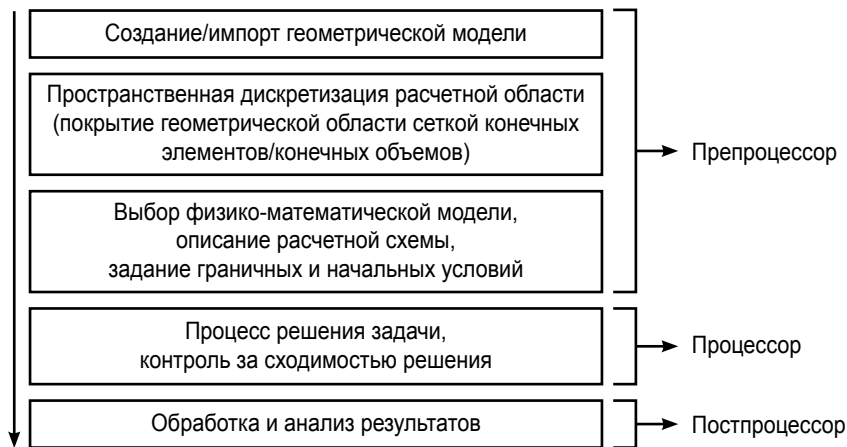 Создание/импорт геометрической модели
Пространственная дискретизация расчетной области
(покрытие геометрической области сеткой конечных
элементов/конечных объемов)
Препроцессор
Выбор физико-математической модели,
описание расчетной схемы,
задание граничных и начальных условий
Процесс решения задачи,
контроль за сходимостью решения
Процессор
Обработка и анализ результатов
Постпроцессор